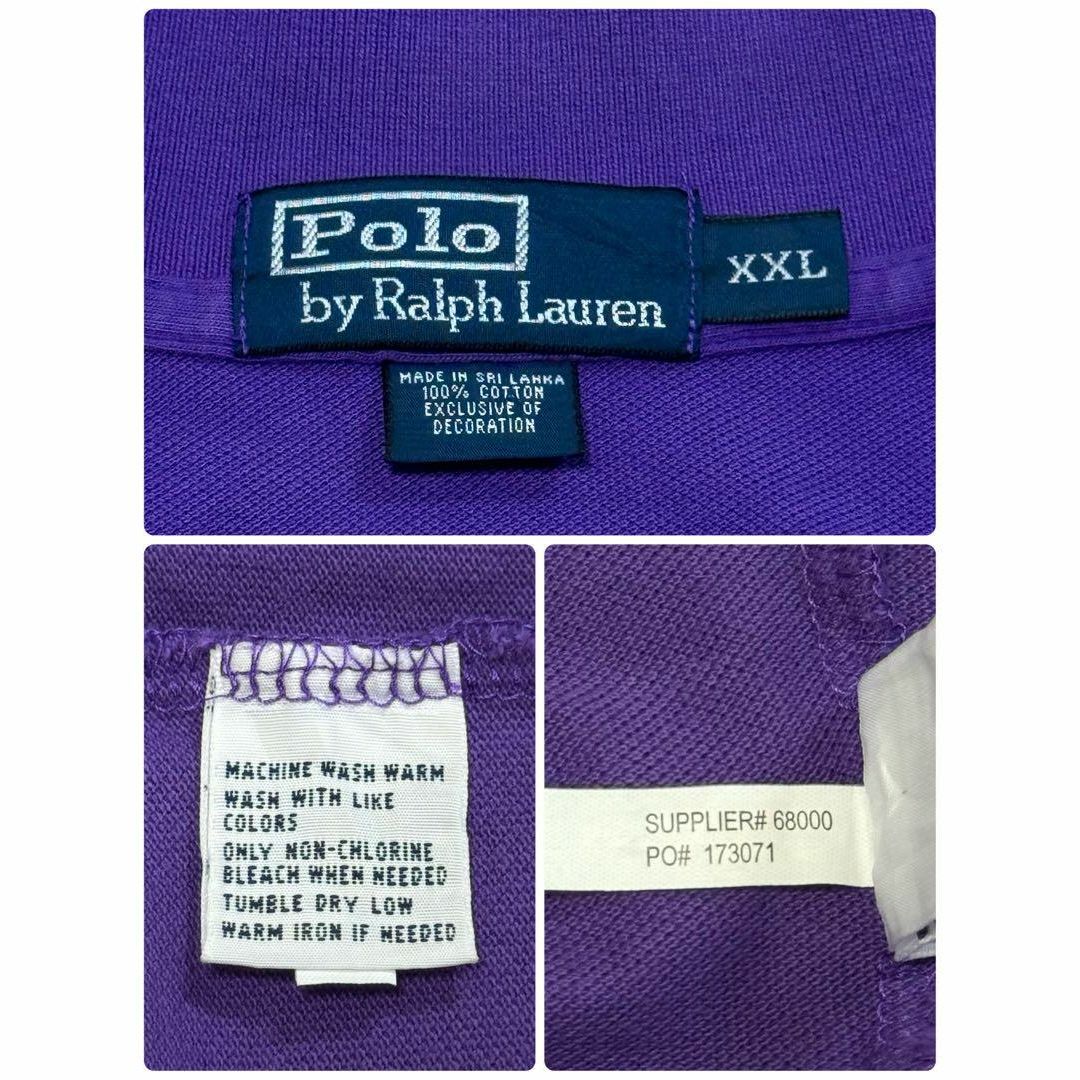 Polo
by Ralph Lauren
XXL
MADE IN SRI LANKA
100% COTTON
EXCLUSIVE OF
DECORATION
MACHINE WASH WARM
WASH WITH LIKE
COLORS
ONLY NON-CHLORINE
BLEACH WHEN NEEDED
TUMBLE DRY LOW
WARM IRON IF NEEDED
SUPPLIER# 68000
PO# 173071